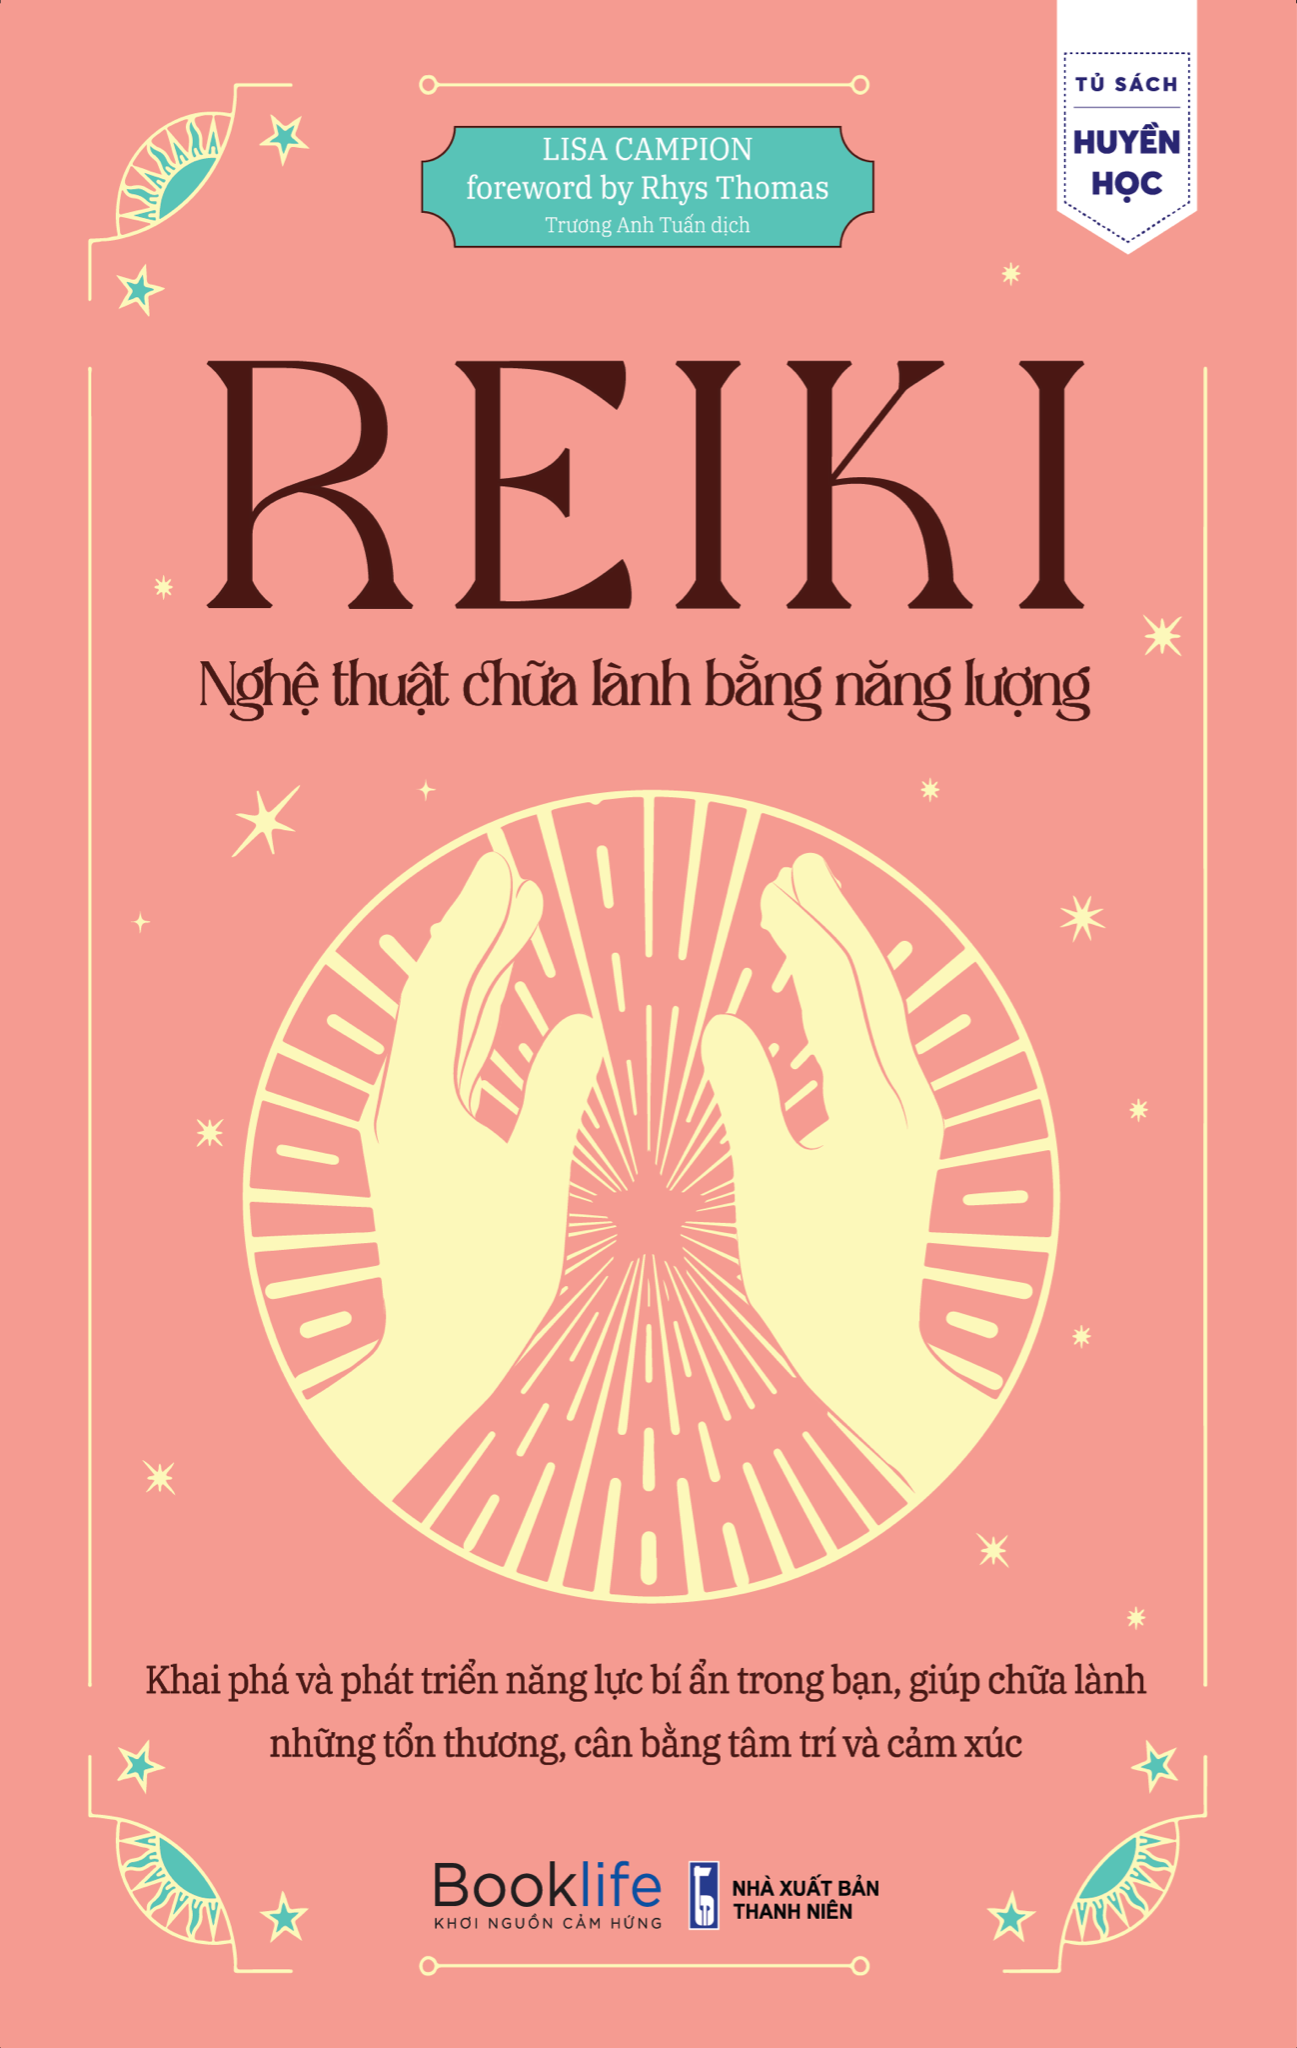 TỦ SÁCH
HUYỀN
HỌC
LISA CAMPION
foreword by Rhys Thomas
Trương Anh Tuấn dịch
REIKI
Nghệ thuật chữa lành bằng năng lượng
Khai phá và phát triển năng lực bí ẩn trong bạn, giúp chữa lành
những tổn thương, cân bằng tâm trí và cảm xúc
Booklife
KHƠI NGUỒN CẢM HỨNG
NHÀ XUẤT BẢN
THANH NIÊN